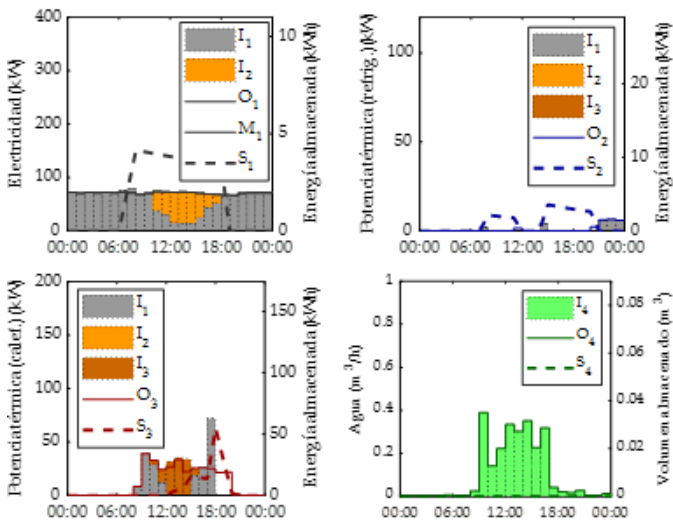 Electricidad (kW)
400
300
200
100
0
00:00 06:00 12:00 18:00 00:00
10
5
0
Energía almacenada (kWh)
I1
I2
O1
M1
S1
Potencia térmica (refrig.) (kW)
100
50
0
00:00 06:00 12:00 18:00 00:00
20
10
0
Energía almacenada (kWh)
I1
I2
I3
O2
S2
Potencia térmica (calef.) (kW)
200
150
100
50
0
00:00 06:00 12:00 18:00 00:00
150
100
50
0
Energía almacenada (kWh)
I1
I2
I3
O3
S3
Agua (m3/h)
1
0.8
0.6
0.4
0.2
0
00:00 06:00 12:00 18:00 00:00
0.08
0.06
0.04
0.02
0
Volumen almacenado (m3)
I4
O4
S4